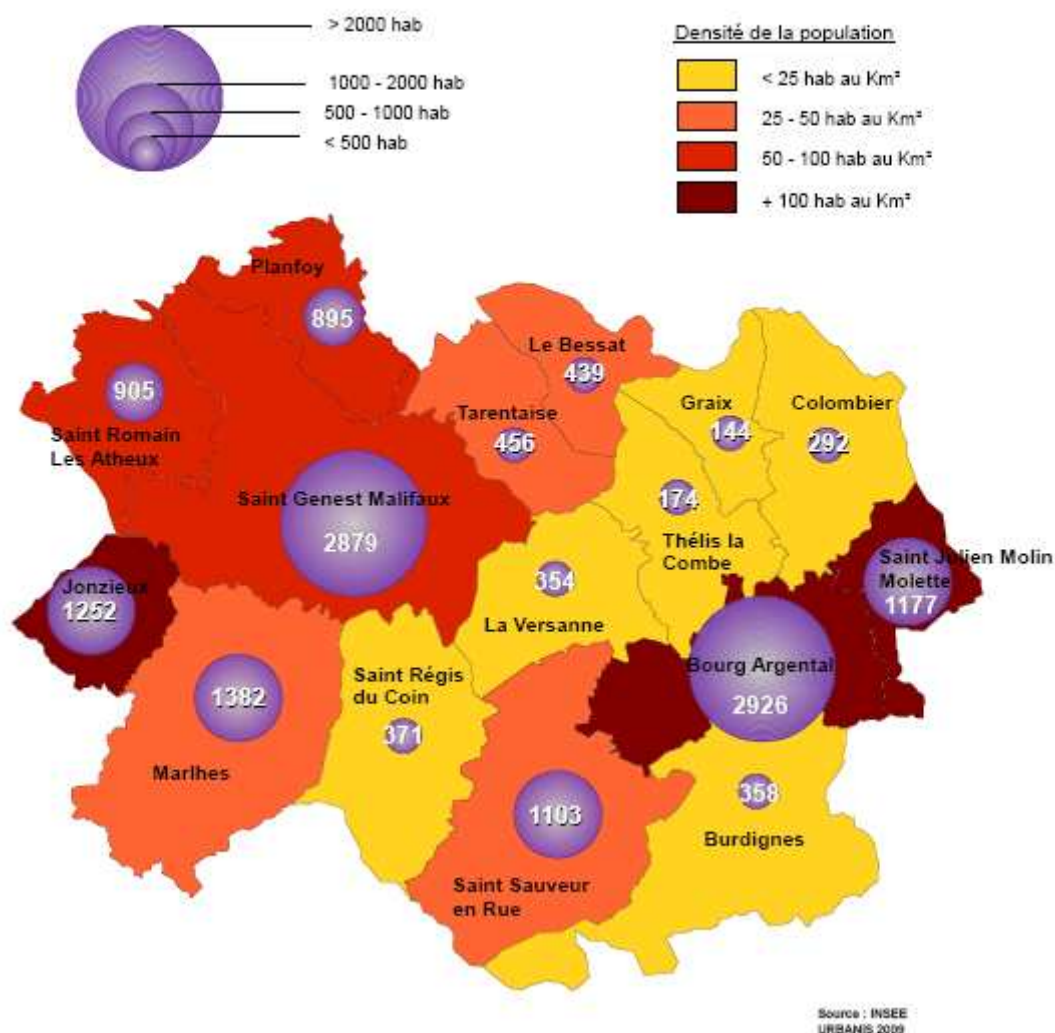 > 2000 hab
1000 - 2000 hab
500 - 1000 hab
< 500 hab
Densité de la population
< 25 hab au Km²
25 - 50 hab au Km²
50 - 100 hab au Km²
+ 100 hab au Km²
Planfoy
895
Le Bessat
439
905
Saint Romain
Les Atheux
Tarentaise
456
Graix
144
Colombier
292
Saint Genest Malifaux
2879
174
Thélis la
Combe
Saint Julien Molin
Molette
1177
Jonzieux
1252
354
La Versanne
Bourg Argental
2926
Saint Régis
du Coin
371
1382
Marlhes
1103
Saint Sauveur
en Rue
358
Burdignes
Source : INSEE
URBANIS 2009